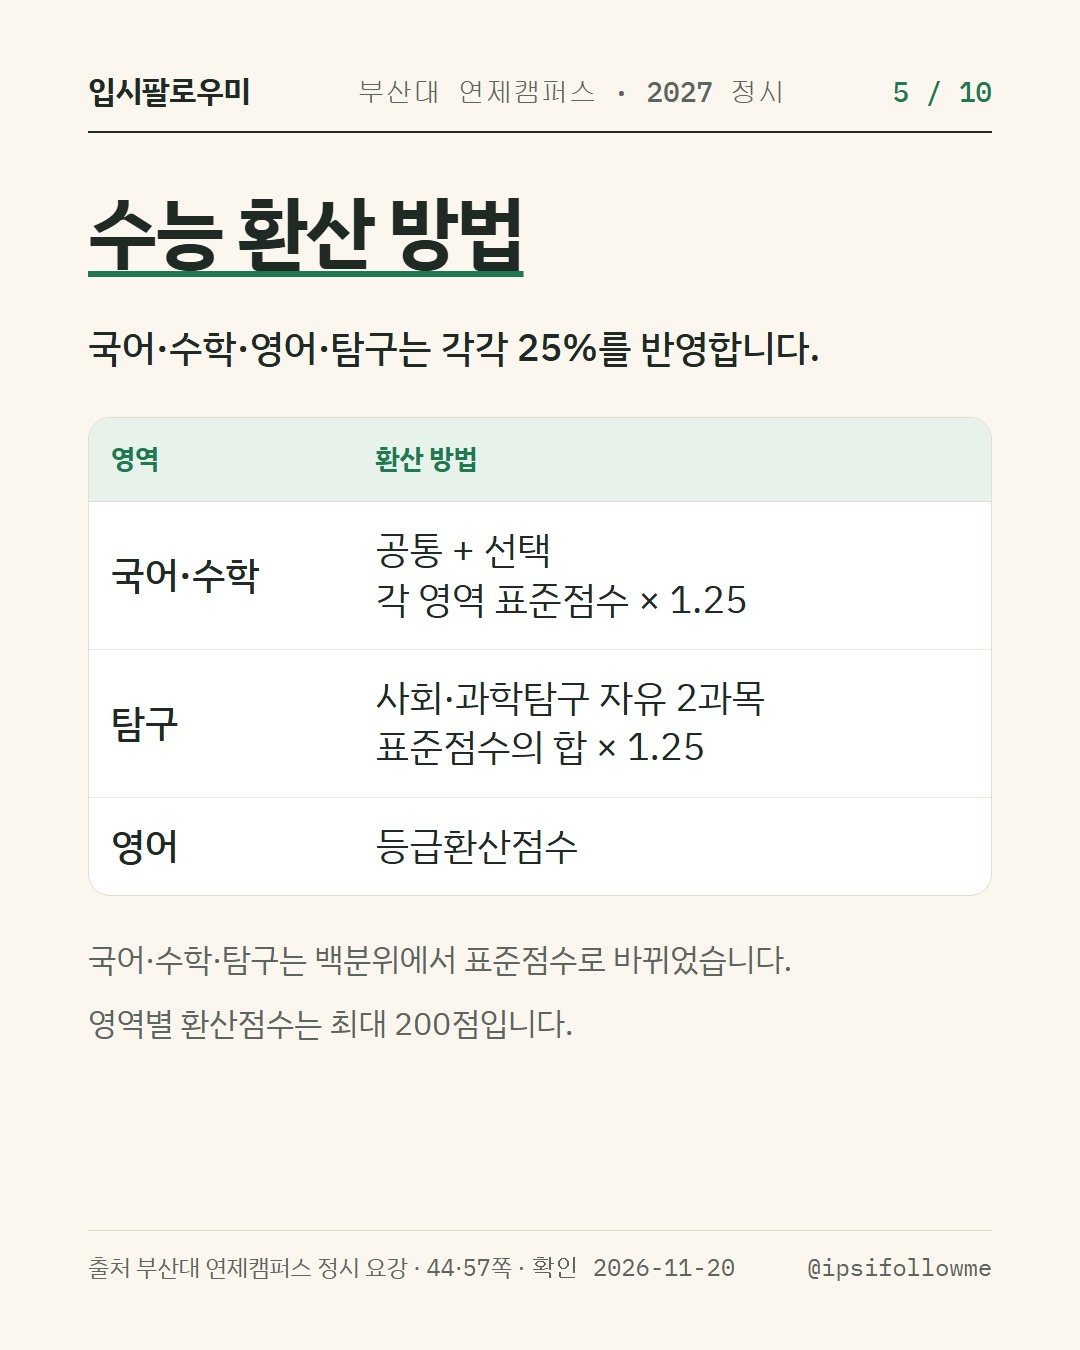 입시팔로우미
부산대 연제캠퍼스 · 2027 정시
5 / 10
수능 환산 방법
국어·수학·영어·탐구는 각각 25%를 반영합니다.
영역
환산 방법
국어·수학
공통 + 선택
각 영역 표준점수 × 1.25
탐구
사회·과학탐구 자유 2과목
표준점수의 합 × 1.25
영어
등급환산점수
국어·수학·탐구는 백분위에서 표준점수로 바뀌었습니다.
영역별 환산점수는 최대 200점입니다.
출처 부산대 연제캠퍼스 정시 요강 · 44·57쪽 · 확인 2026-11-20
@ipsifollowme